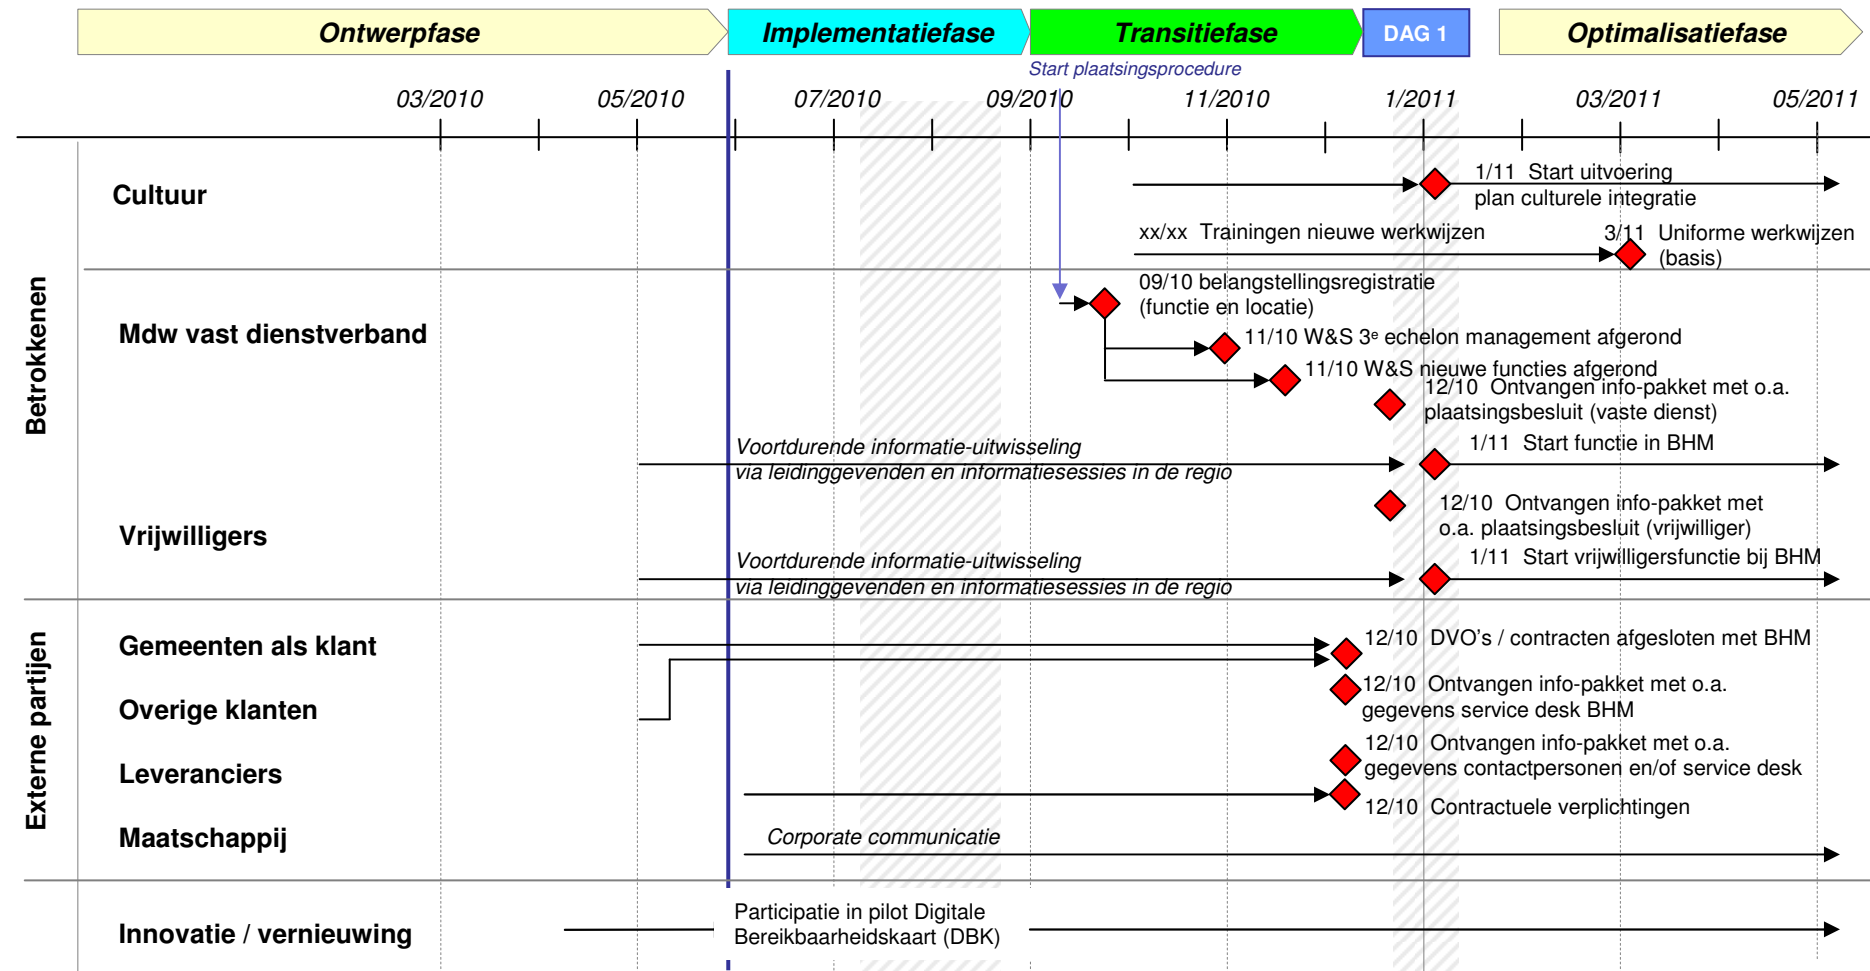 Ontwerpfase
Implementatiefase
Transitiefase
DAG 1
Optimalisatiefase
Start plaatsingsprocedure
03/2010
05/2010
07/2010
09/2010
11/2010
1/2011
03/2011
05/2011
Betrokkenen
Cultuur
1/11 Start uitvoering
plan culturele integratie
xx/xx Trainingen nieuwe werkwijzen
3/11 Uniforme werkwijzen
(basis)
Mdw vast dienstverband
09/10 belangstellingsregistratie
(functie en locatie)
11/10 W&S 3e echelon management afgerond
11/10 W&S nieuwe functies afgerond
12/10 Ontvangen info-pakket met o.a.
plaatsingsbesluit (vaste dienst)
Voortdurende informatie-uitwisseling
via leidinggevenden en informatiesessies in de regio
1/11 Start functie in BHM
Vrijwilligers
12/10 Ontvangen info-pakket met
o.a. plaatsingsbesluit (vrijwilliger)
Voortdurende informatie-uitwisseling
via leidinggevenden en informatiesessies in de regio
1/11 Start vrijwilligersfunctie bij BHM
Externe partijen
Gemeenten als klant
12/10 DVO's / contracten afgesloten met BHM
Overige klanten
12/10 Ontvangen info-pakket met o.a.
gegevens service desk BHM
Leveranciers
12/10 Ontvangen info-pakket met o.a.
gegevens contactpersonen en/of service desk
12/10 Contractuele verplichtingen
Maatschappij
Corporate communicatie
Innovatie / vernieuwing
Participatie in pilot Digitale
Bereikbaarheidskaart (DBK)